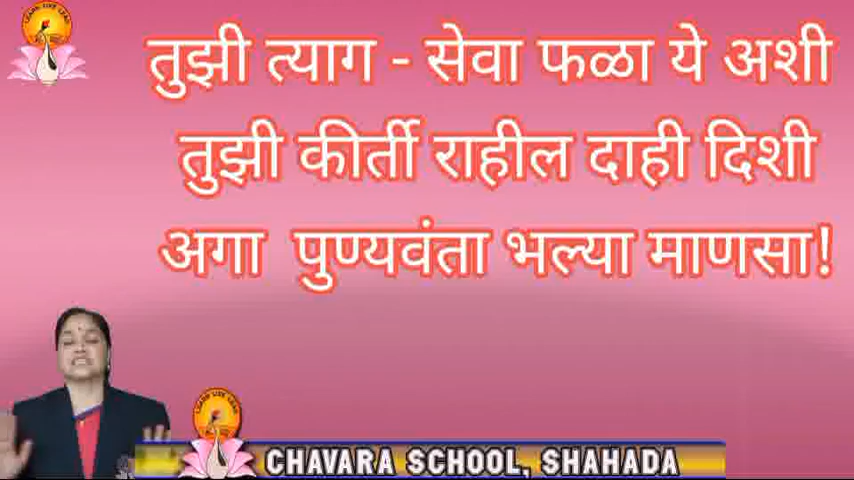 तुझी त्याग - सेवा फळा ये अशी
तुझी कीर्ती राहील दाही दिशी
अगा पुण्यवंता भल्या माणसा!
CHAVARA SCHOOL, SHAHADA